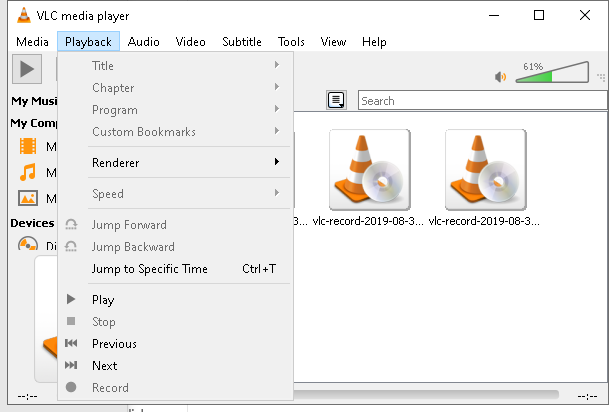 VLC media player
Media Playback Audio Video Subtitle Tools View Help
61%
Title
Chapter
Program
Custom Bookmarks
Renderer
Speed
Jump Forward
Jump Backward
Jump to Specific Time Ctrl+T
Play
Stop
Previous
Next
Record
My Musi
My Comp
M
M
M
Devices
Di
Search
3... vlc-record-2019-08-3... vlc-record-2019-08-3...
--:-- --:--